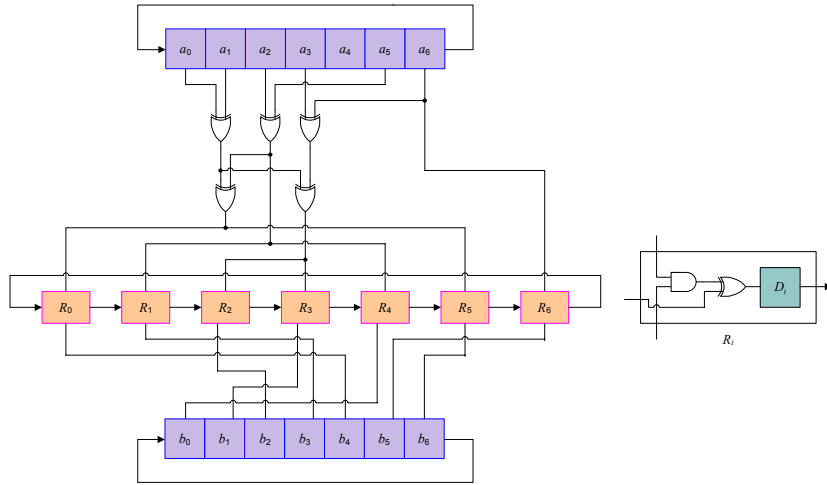 a0 a1 a2 a3 a4 a5 a6
R0 R1 R2 R3 R4 R5 R6
Di
Ri
b0 b1 b2 b3 b4 b5 b6